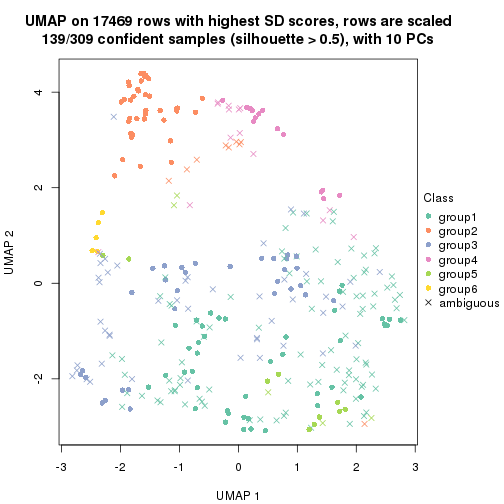 UMAP on 17469 rows with highest SD scores, rows are scaled
139/309 confident samples (silhouette > 0.5), with 10 PCs
4
2
0
-2
UMAP 2
-3
-2
-1
0
1
2
3
UMAP 1
Class
group1
group2
group3
group4
group5
group6
ambiguous